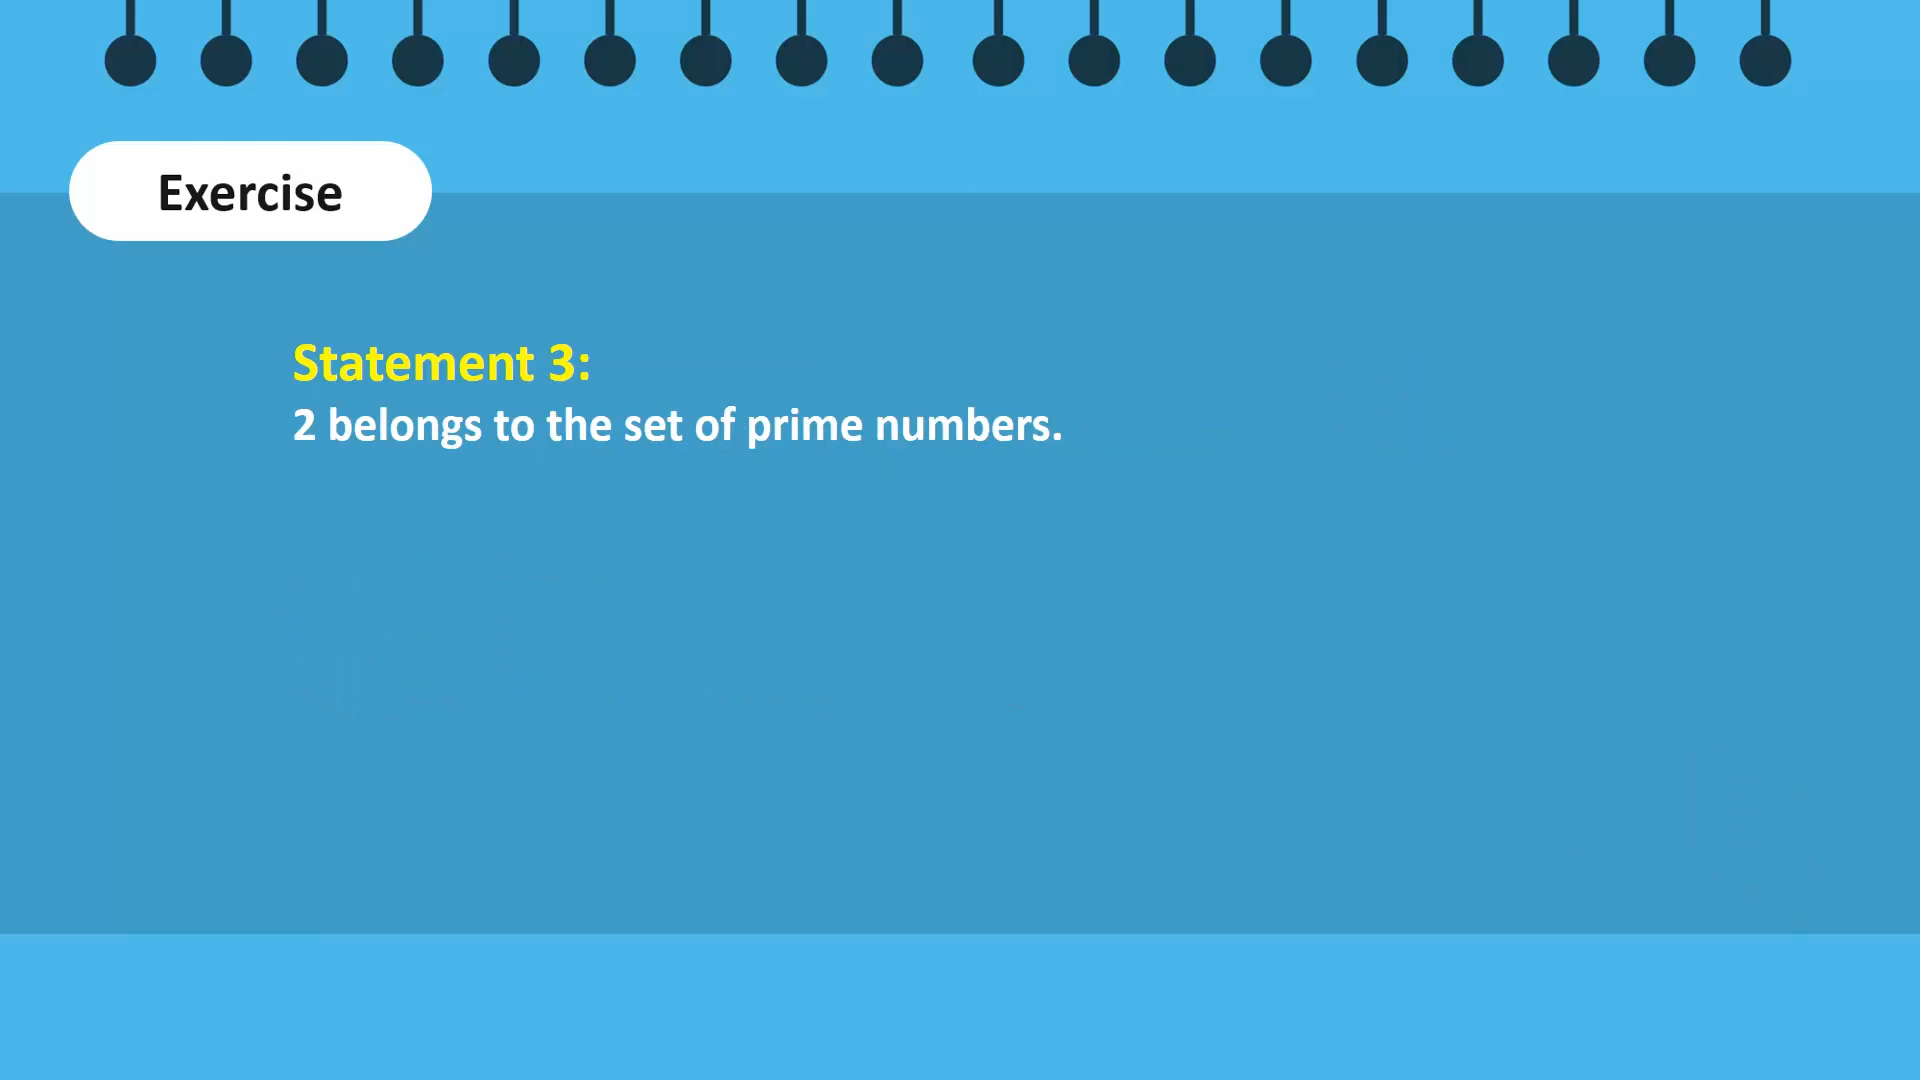 Exercise
Statement 3:
2 belongs to the set of prime numbers.